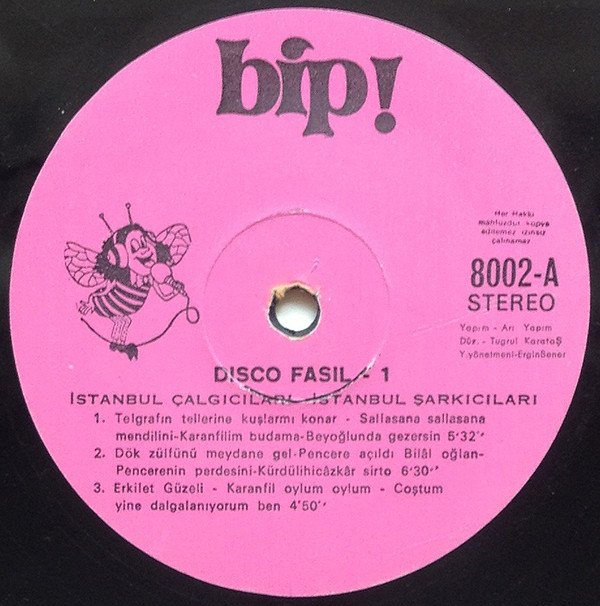 bip!
Her Hakkı
mahfuzdur kopya
edilemez izinsiz
çalınamaz
8002-A
STEREO
Yapım - Arı Yapım
Düz. - Tugrul Karataş
Y.yönetmeni-ErginBener
DISCO FASIL - 1
İSTANBUL ÇALGICILARI - İSTANBUL ŞARKICILARI
1. Telgrafın tellerine kuşlarmı konar - Sallasana sallasana
mendilini-Karanfilim budama-Beyoğlunda gezersin 5'32''
2. Dök zülfünü meydane gel-Pencere açıldı Bilâl oğlan-
Pencerenin perdesini-Kürdülihicâzkâr sirto 6'30''
3. Erkilet Güzeli - Karanfil oylum oylum - Coştum
yine dalgalanıyorum ben 4'50''